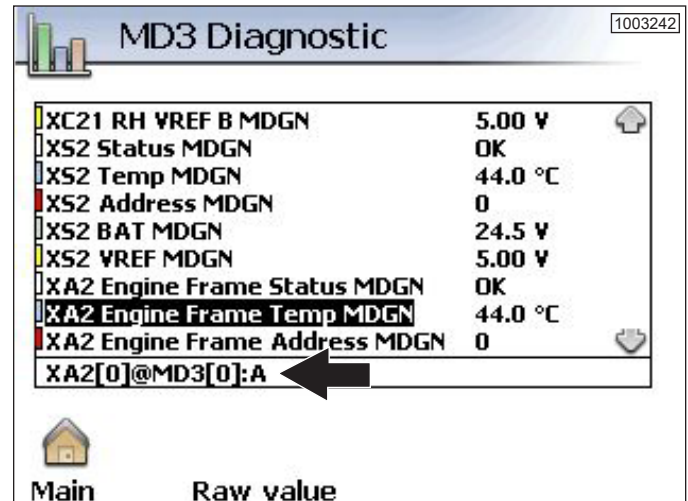 MD3 Diagnostic
1003242
XC21 RH VREF B MDGN 5.00 V
XS2 Status MDGN OK
XS2 Temp MDGN 44.0 °C
XS2 Address MDGN 0
XS2 BAT MDGN 24.5 V
XS2 VREF MDGN 5.00 V
XA2 Engine Frame Status MDGN OK
XA2 Engine Frame Temp MDGN 44.0 °C
XA2 Engine Frame Address MDGN 0
XA2[0]@MD3[0]:A
Main Raw value